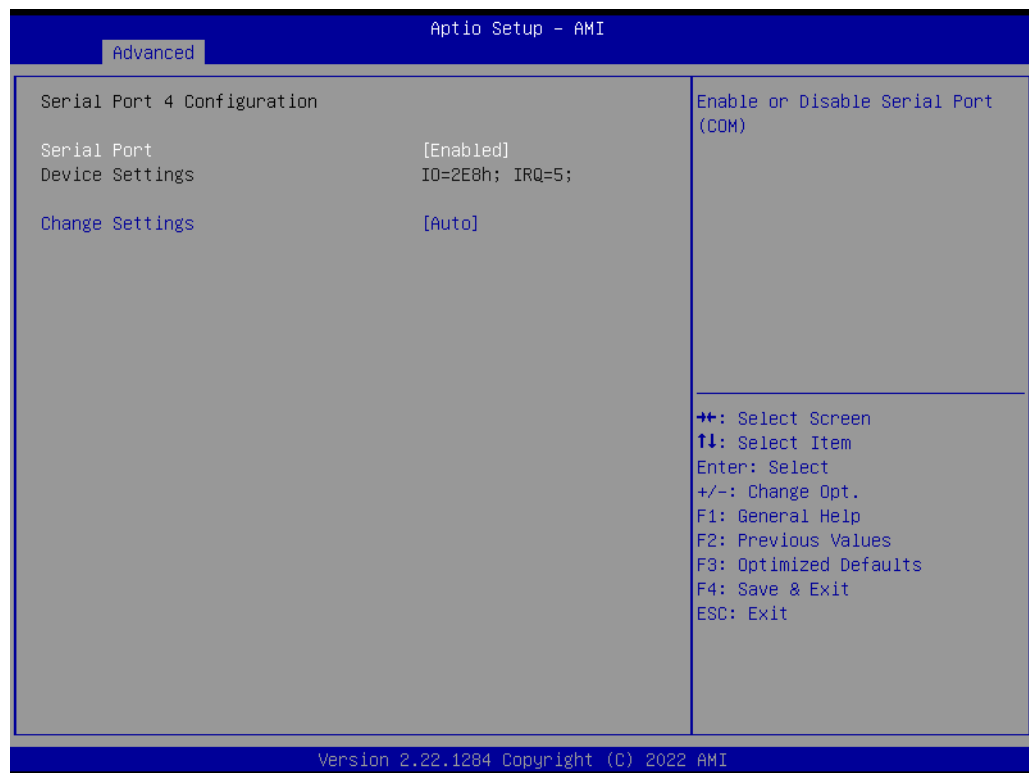 Aptio Setup – AMI
Advanced
Serial Port 4 Configuration
Serial Port [Enabled]
Device Settings IO=2E8h; IRQ=5;
Change Settings [Auto]
Enable or Disable Serial Port
(COM)
→←: Select Screen
↑↓: Select Item
Enter: Select
+/-: Change Opt.
F1: General Help
F2: Previous Values
F3: Optimized Defaults
F4: Save & Exit
ESC: Exit
Version 2.22.1284 Copyright (C) 2022 AMI